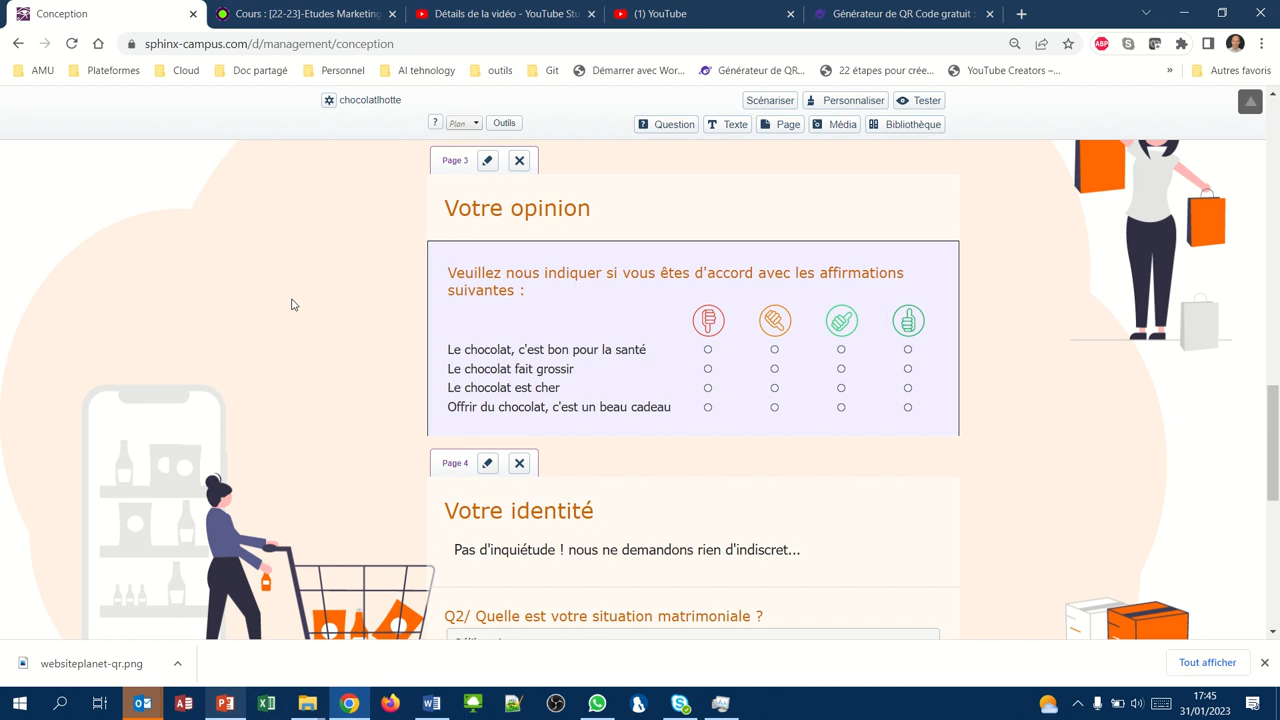 Conception
Cours : [22-23]-Etudes Marketing
Détails de la vidéo - YouTube Stu
(1) YouTube
Générateur de QR Code gratuit :
sphinx-campus.com/d/management/conception
ABP
AMU
Plateformes
Cloud
Doc partagé
Personnel
AI tehnology
outils
Git
Démarrer avec Wor...
Générateur de QR...
22 étapes pour crée...
YouTube Creators –...
»
Autres favoris
chocolatlhotte
Scénariser
Personnaliser
Tester
? Plan Outils
Question
Texte
Page
Média
Bibliothèque
Page 3
Votre opinion
Veuillez nous indiquer si vous êtes d'accord avec les affirmations
suivantes :
Le chocolat, c'est bon pour la santé
Le chocolat fait grossir
Le chocolat est cher
Offrir du chocolat, c'est un beau cadeau
Page 4
Votre identité
Pas d'inquiétude ! nous ne demandons rien d'indiscret...
Q2/ Quelle est votre situation matrimoniale ?
websiteplanet-qr.png
Tout afficher
17:45
31/01/2023